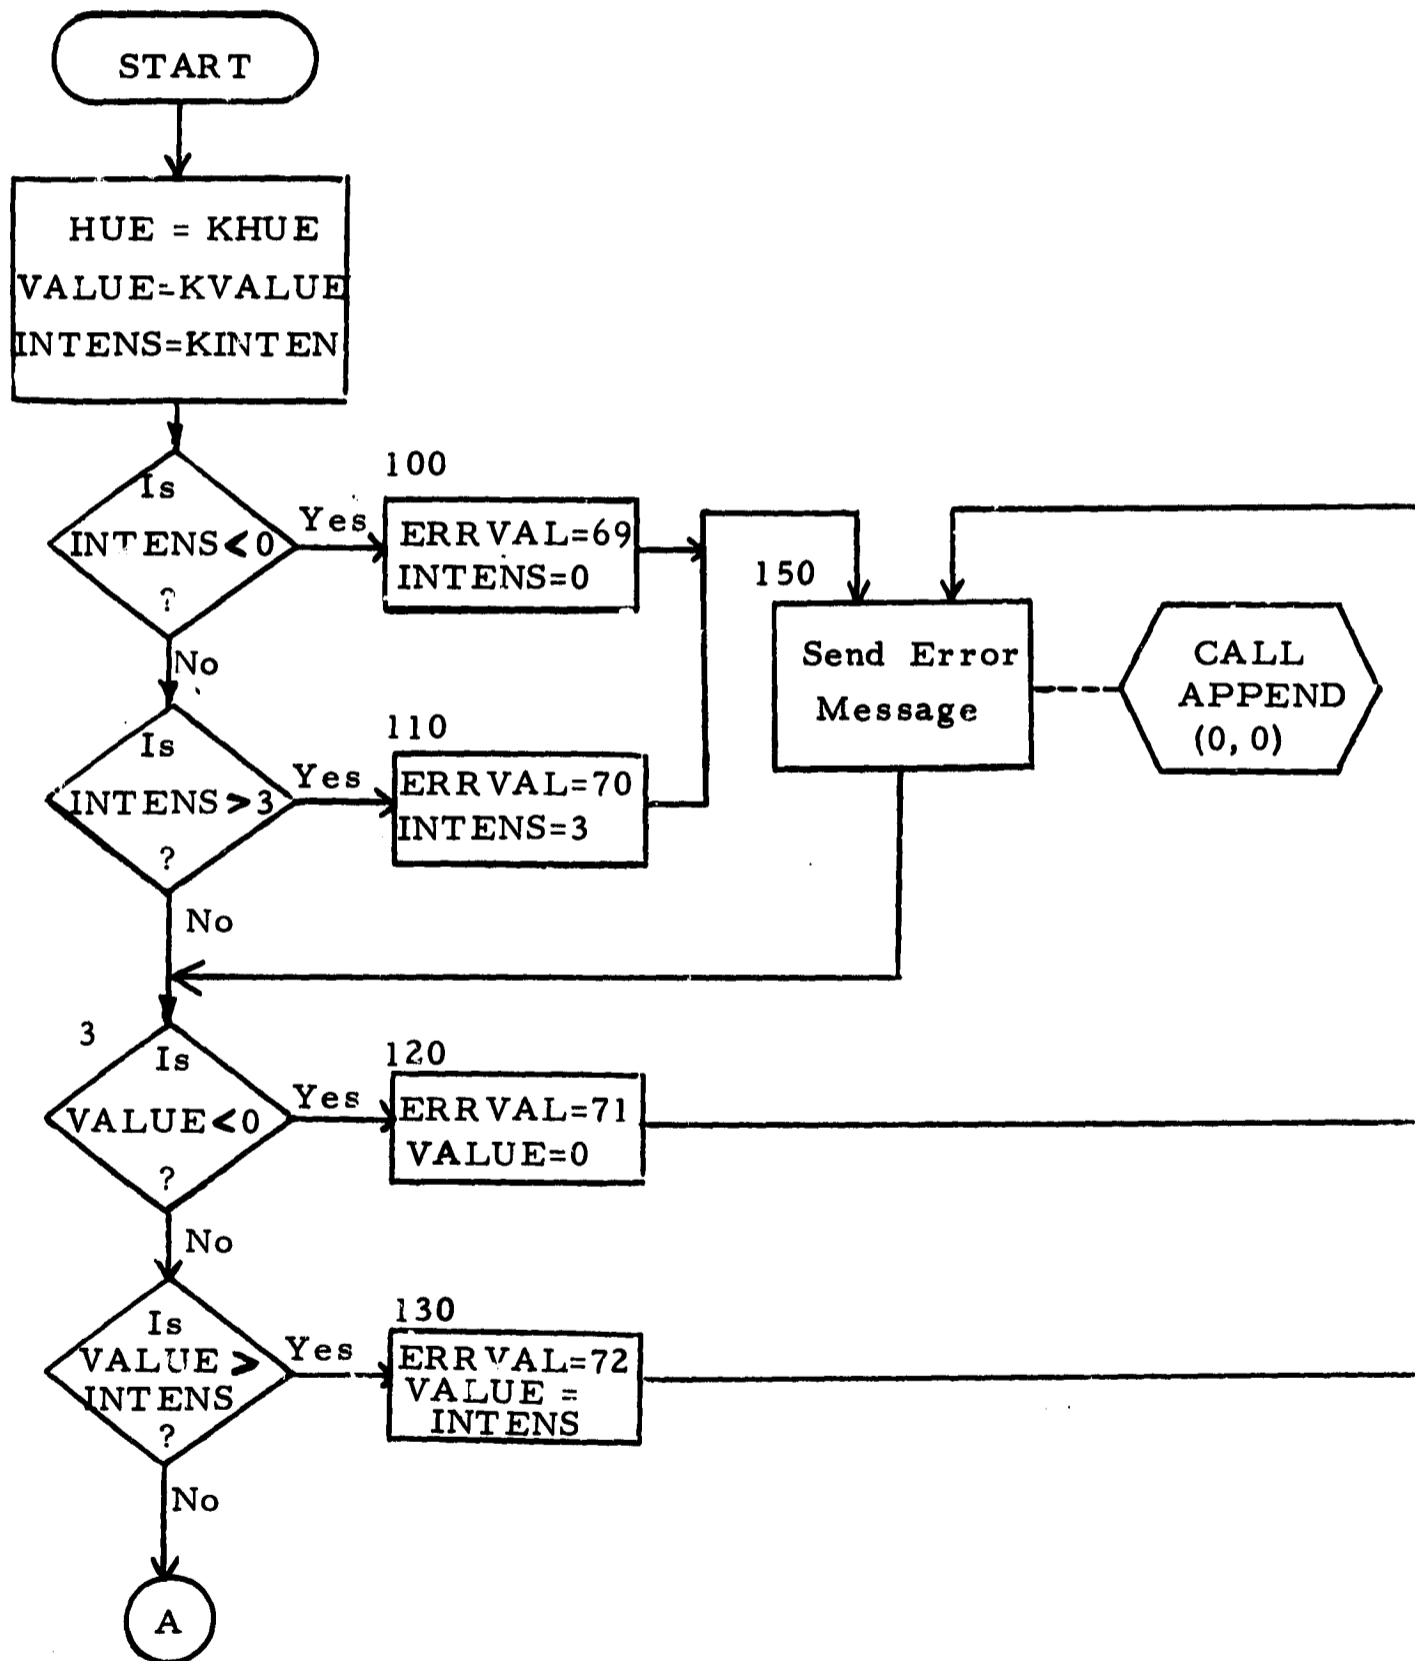 START
HUE = KHUE
VALUE=KVALUE
INTENS=KINTEN
Is
INTENS<0
?
Yes
No
100
ERRVAL=69
INTENS=0
150
Send Error
Message
CALL
APPEND
(0,0)
Is
INTENS>3
?
Yes
No
110
ERRVAL=70
INTENS=3
3
Is
VALUE<0
?
Yes
No
120
ERRVAL=71
VALUE=0
Is
VALUE>
INTENS
?
Yes
No
130
ERRVAL=72
VALUE =
INTENS
A